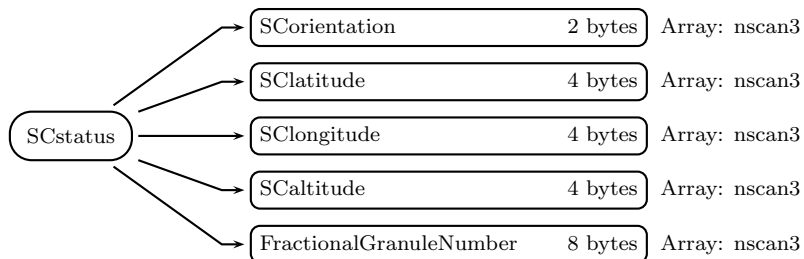 SCorientation 2 bytes Array: nscan3
SClatitude 4 bytes Array: nscan3
SCstatus SClongitude 4 bytes Array: nscan3
SCaltitude 4 bytes Array: nscan3
FractionalGranuleNumber 8 bytes Array: nscan3